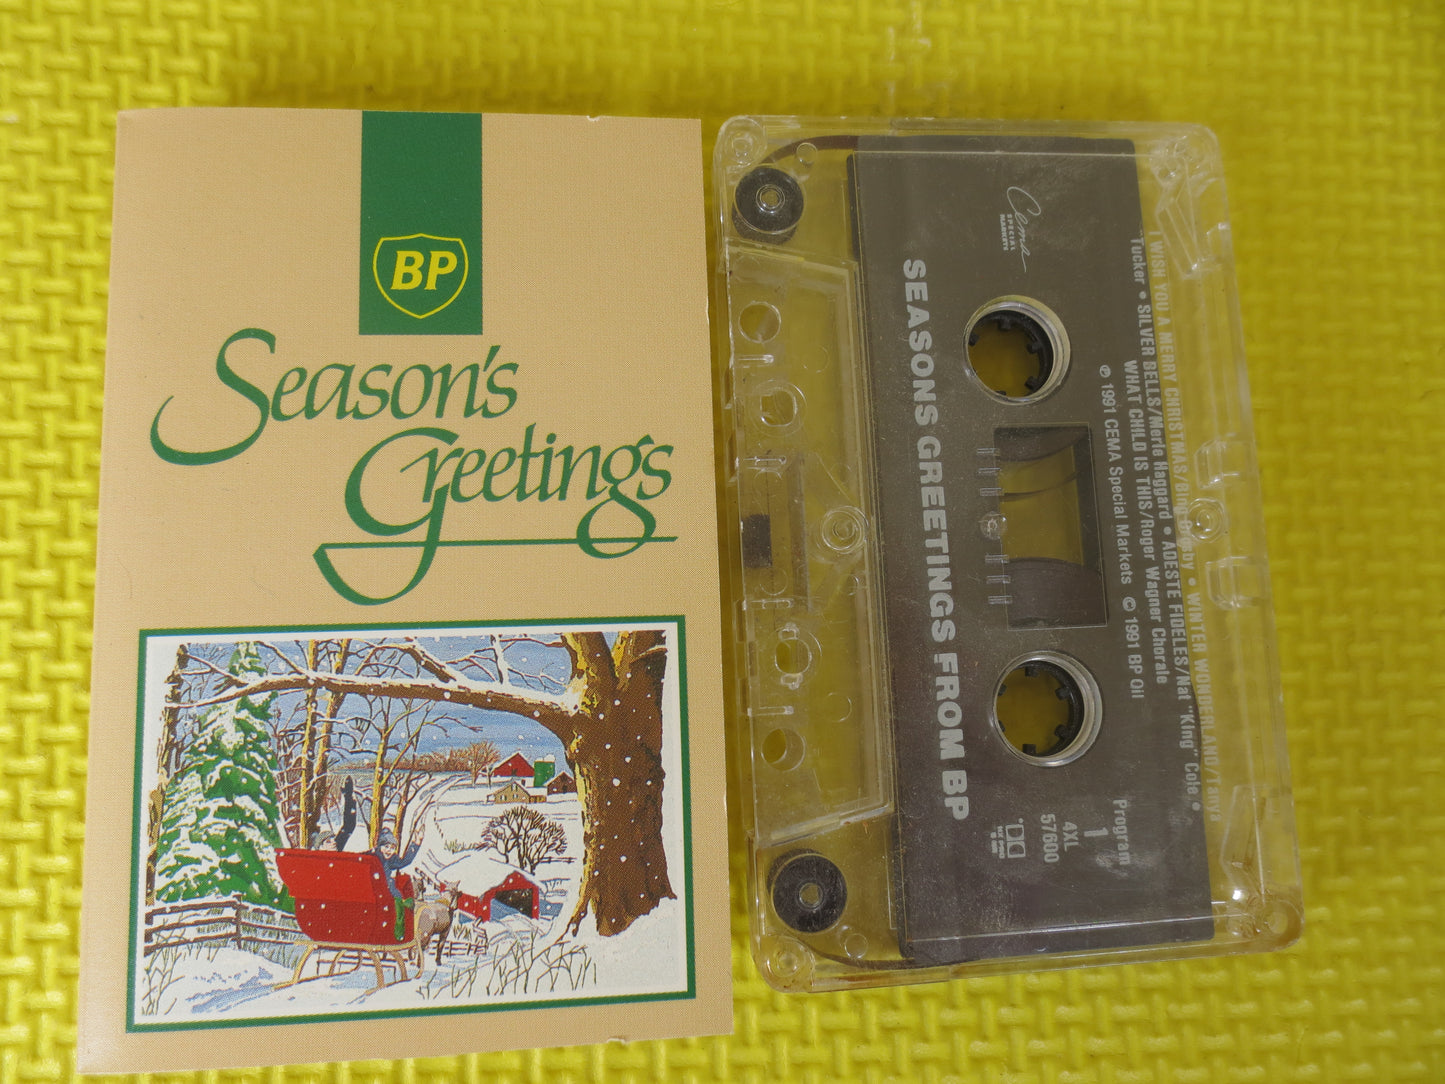 BP
Season's
Greetings
Cema
SPECIAL
MARKETS
SEASONS GREETINGS FROM BP
I WISH YOU A MERRY CHRISTMAS/Bing Crosby • WINTER WONDERLAND/Tanya
Tucker • SILVER BELLS/Merle Haggard • ADESTE FIDELES/Nat "King" Cole •
WHAT CHILD IS THIS/Roger Wagner Chorale
℗ 1991 CEMA Special Markets © 1991 BP Oil
Program
1
4XL
57600